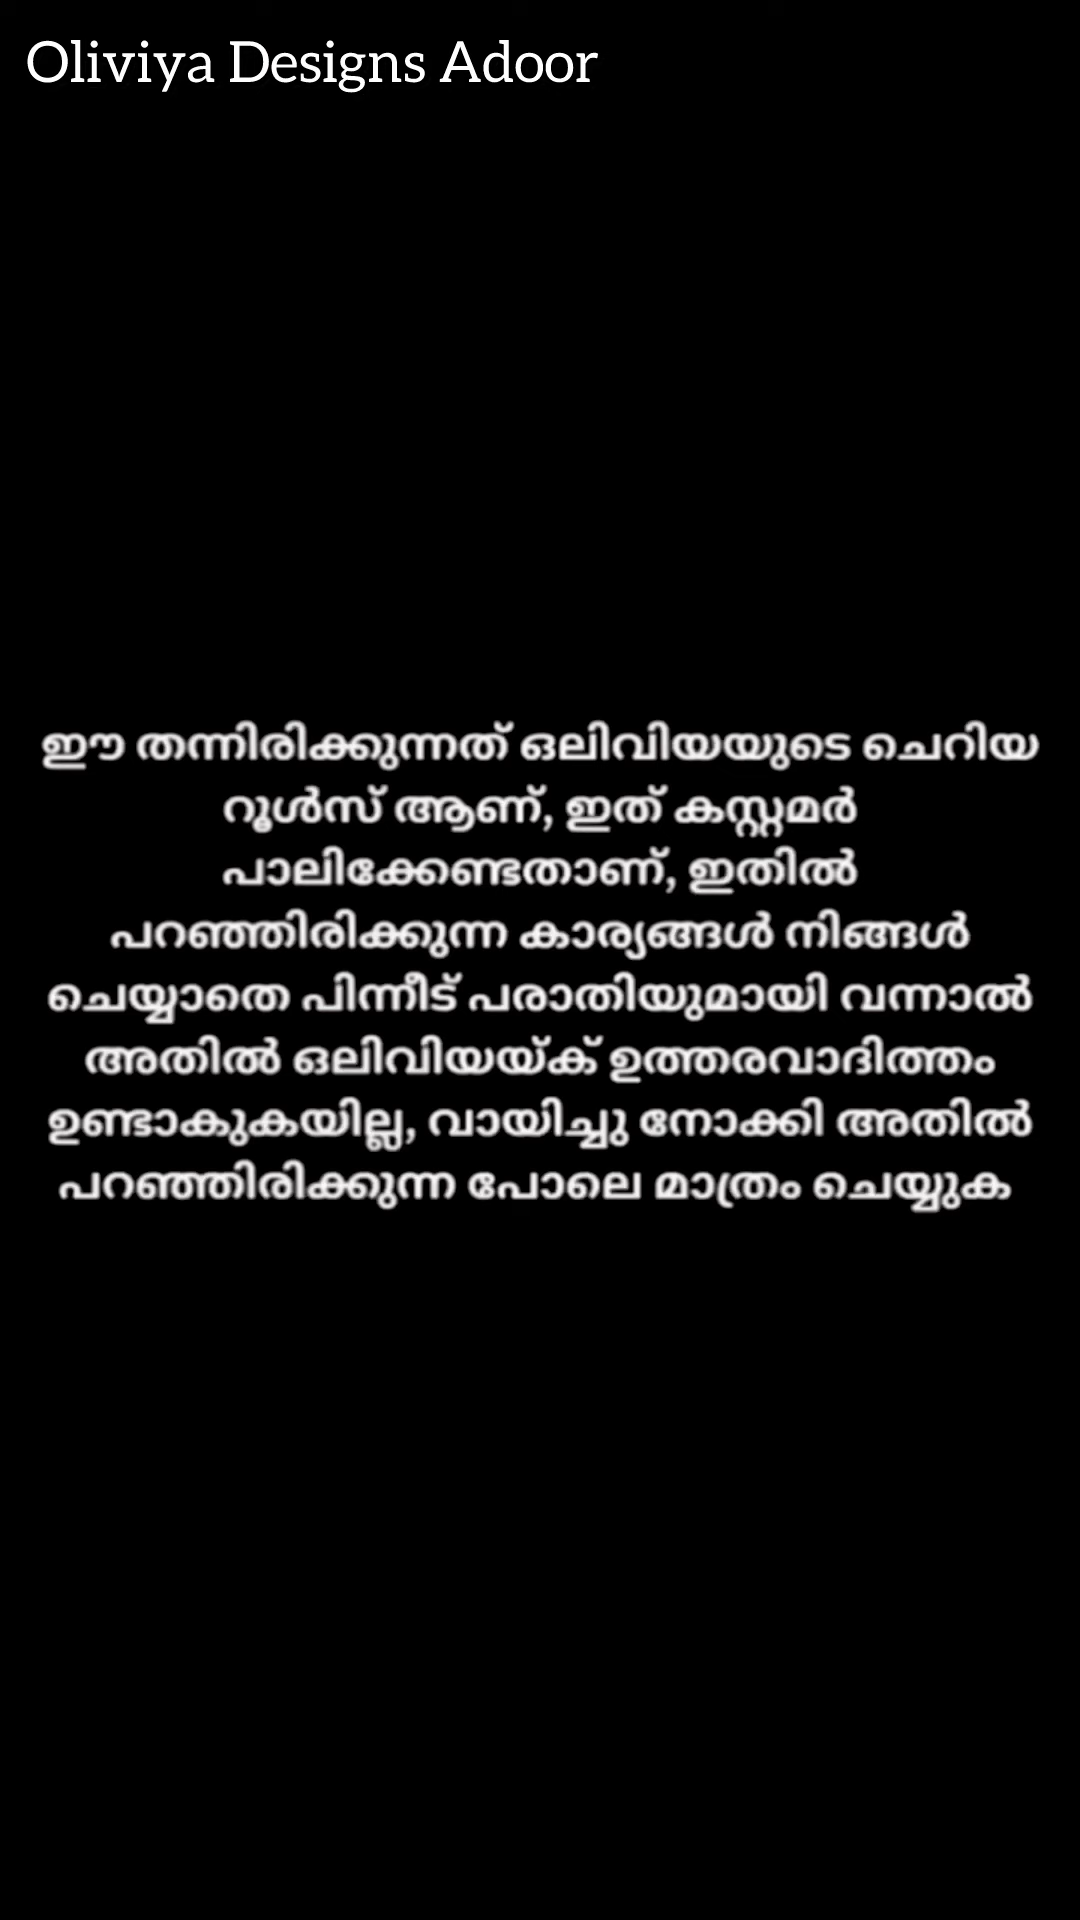 Oliviya Designs Adoor
ഈ തന്നിരിക്കുന്നത് ഒലിവിയയുടെ ചെറിയ
റൂൾസ് ആണ്, ഇത് കസ്റ്റമർ
പാലിക്കേണ്ടതാണ്, ഇതിൽ
പറഞ്ഞിരിക്കുന്ന കാര്യങ്ങൾ നിങ്ങൾ
ചെയ്യാതെ പിന്നീട് പരാതിയുമായി വന്നാൽ
അതിൽ ഒലിവിയയ്ക് ഉത്തരവാദിത്തം
ഉണ്ടാകുകയില്ല, വായിച്ചു നോക്കി അതിൽ
പറഞ്ഞിരിക്കുന്ന പോലെ മാത്രം ചെയ്യുക